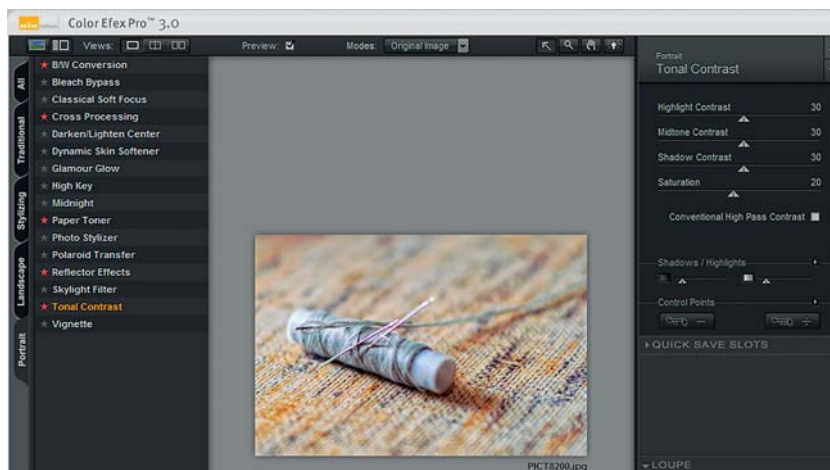 Color Efex Pro™ 3.0
Views:
Preview:
Modes: Original Image
All
Traditional
Stylizing
Landscape
Portrait
B/W Conversion
Bleach Bypass
Classical Soft Focus
Cross Processing
Darken/Lighten Center
Dynamic Skin Softener
Glamour Glow
High Key
Midnight
Paper Toner
Photo Stylizer
Polaroid Transfer
Reflector Effects
Skylight Filter
Tonal Contrast
Vignette
PICT8200.jpg
Portrait
Tonal Contrast
Highlight Contrast 30
Midtone Contrast 30
Shadow Contrast 30
Saturation 20
Conventional High Pass Contrast
Shadows / Highlights
Control Points
QUICK SAVE SLOTS
LOUPE